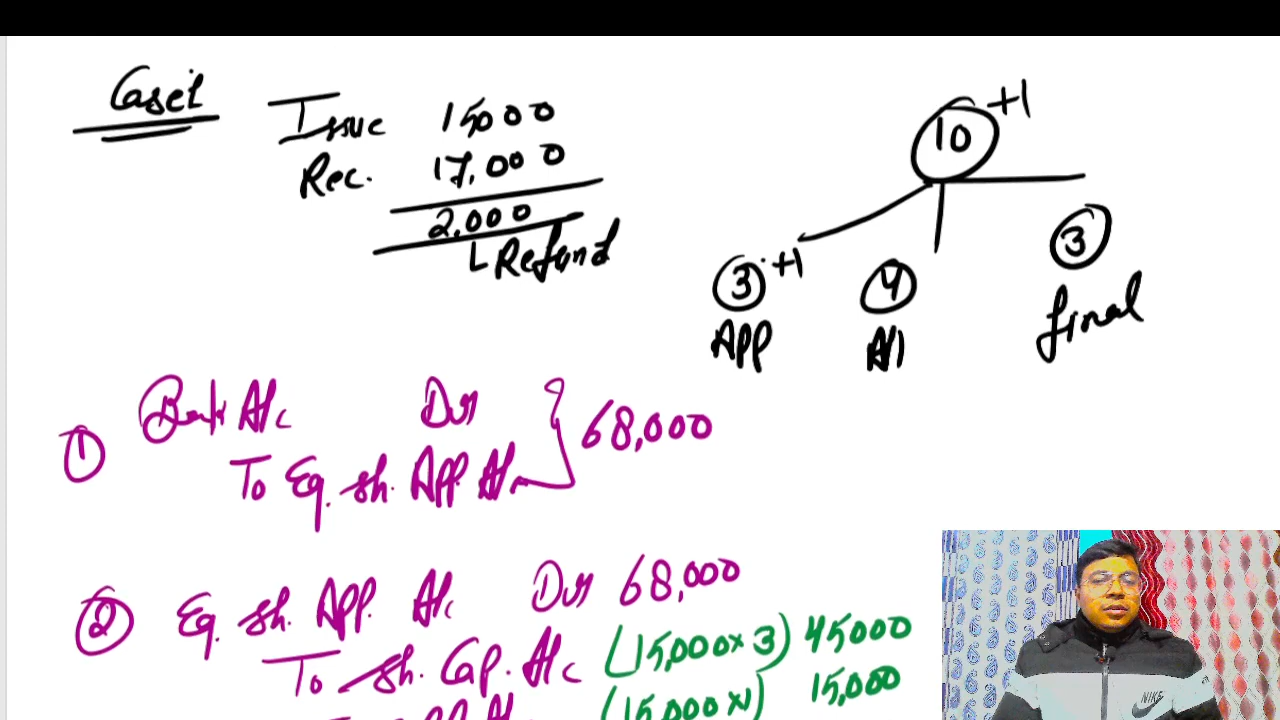 Case 1
Issue 15,000
Rec. 17,000
2,000
Refund
10 +1
3 +1
App
4
All
3
final
① Bank A/c Dr } 68,000
To Eq. sh. App. A/c
② Eq. sh. App. A/c Dr 68,000
To sh. Cap. A/c (15,000 x 3) 45000
(15,000 x 1) 15,000
NIKE